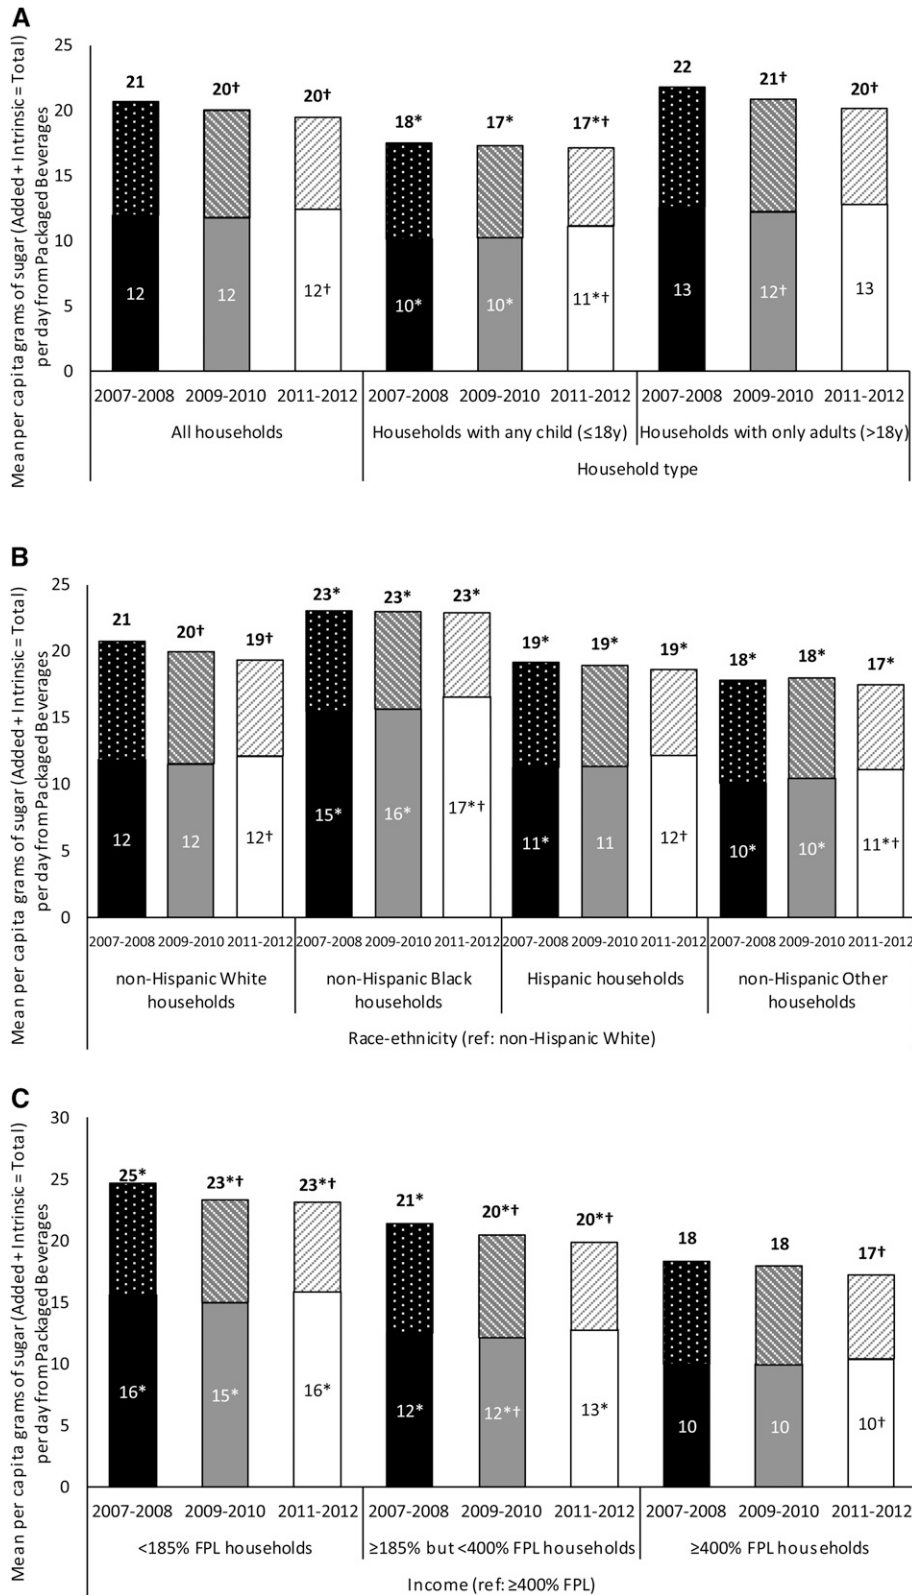 A
Mean per capita grams of sugar (Added + Intrinsic = Total)
per day from Packaged Beverages
25
20
15
10
5
0
21 20† 20† 18* 17* 17*† 22 21† 20†
12 12 12† 10* 10* 11*† 13 12† 13
2007-2008 2009-2010 2011-2012 2007-2008 2009-2010 2011-2012 2007-2008 2009-2010 2011-2012
All households Households with any child (≤18y) Households with only adults (>18y)
Household type
B
Mean per capita grams of sugar (Added + Intrinsic = Total)
per day from Packaged Beverages
25
20
15
10
5
0
21 20† 19† 23* 23* 23* 19* 19* 19* 18* 18* 17*
12 12 12† 15* 16* 17*† 11* 11 12† 10* 10* 11*†
2007-2008 2009-2010 2011-2012 2007-2008 2009-2010 2011-2012 2007-2008 2009-2010 2011-2012 2007-2008 2009-2010 2011-2012
non-Hispanic White households
non-Hispanic Black households
Hispanic households
non-Hispanic Other households
Race-ethnicity (ref: non-Hispanic White)
C
Mean per capita grams of sugar (Added + Intrinsic = Total)
per day from Packaged Beverages
30
25
20
15
10
5
0
25* 23*† 23*† 21* 20*† 20*† 18 18 17†
16* 15* 16* 12* 12*† 13* 10 10 10†
2007-2008 2009-2010 2011-2012 2007-2008 2009-2010 2011-2012 2007-2008 2009-2010 2011-2012
<185% FPL households ≥185% but <400% FPL households ≥400% FPL households
Income (ref: ≥400% FPL)